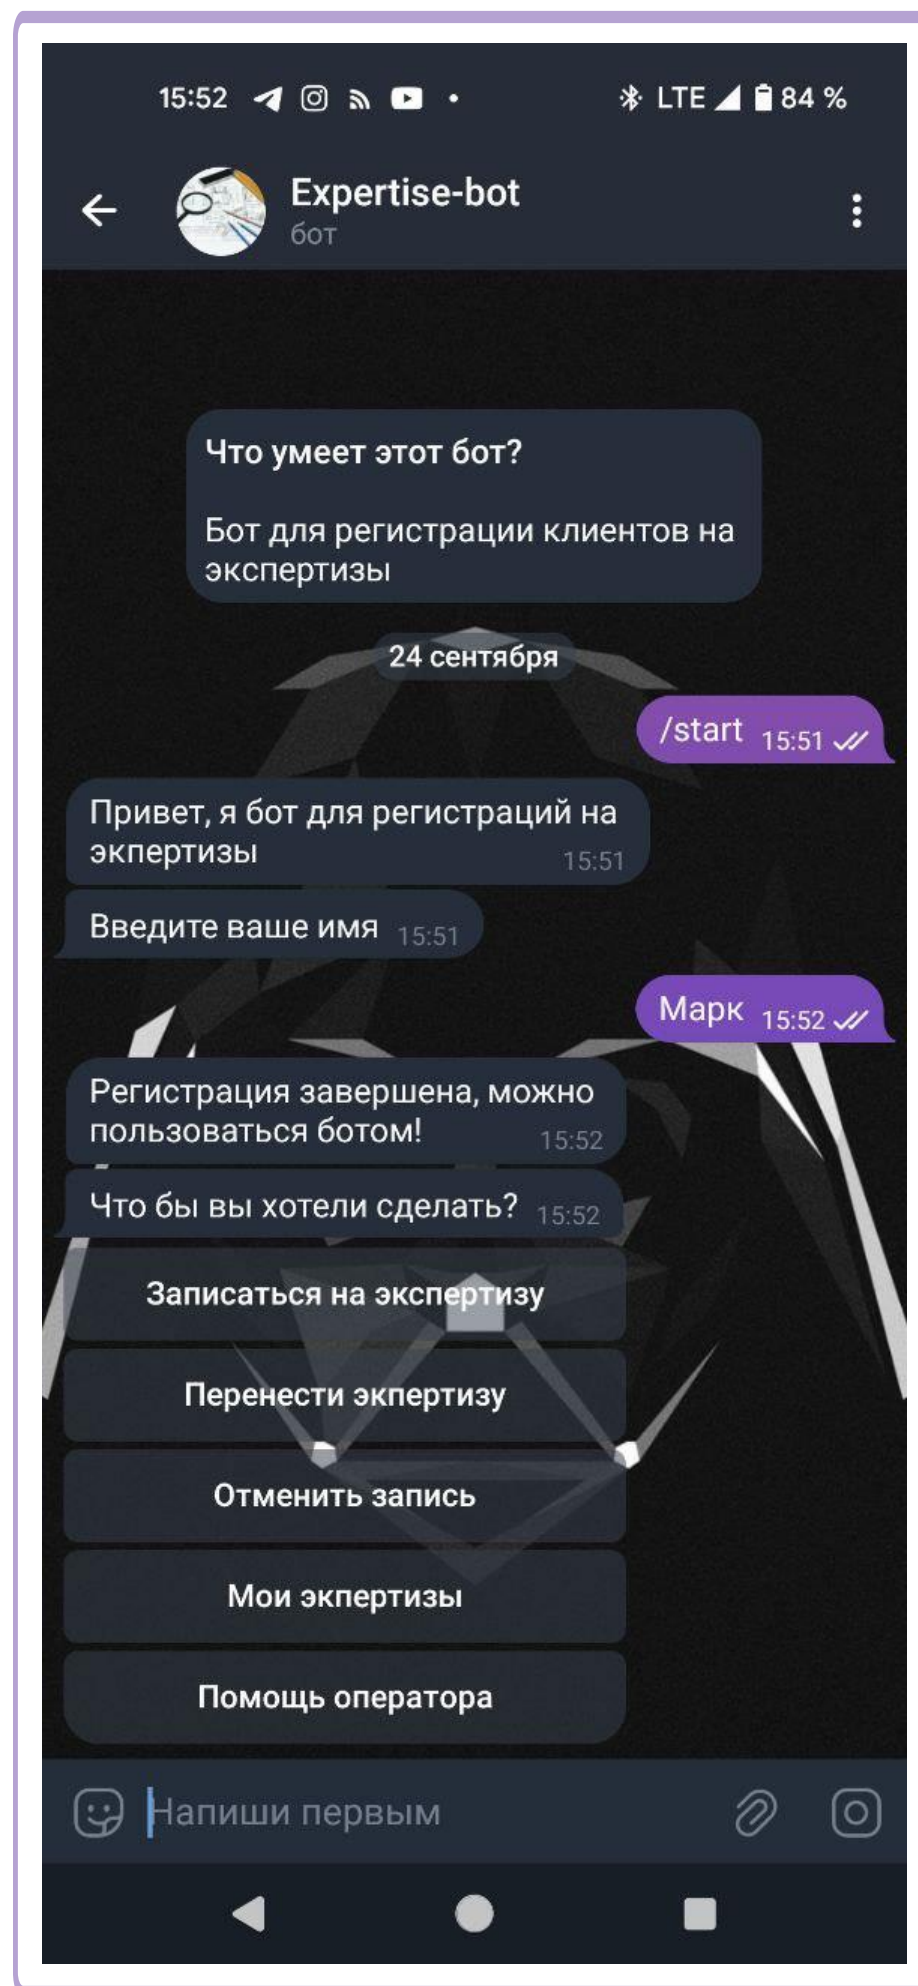 15:52
LTE 84 %
Expertise-bot
бот
Что умеет этот бот?
Бот для регистрации клиентов на
экспертизы
24 сентября
/start 15:51
Привет, я бот для регистраций на
экпертизы 15:51
Введите ваше имя 15:51
Марк 15:52
Регистрация завершена, можно
пользоваться ботом! 15:52
Что бы вы хотели сделать? 15:52
Записаться на экспертизу
Перенести экпертизу
Отменить запись
Мои экпертизы
Помощь оператора
Напиши первым